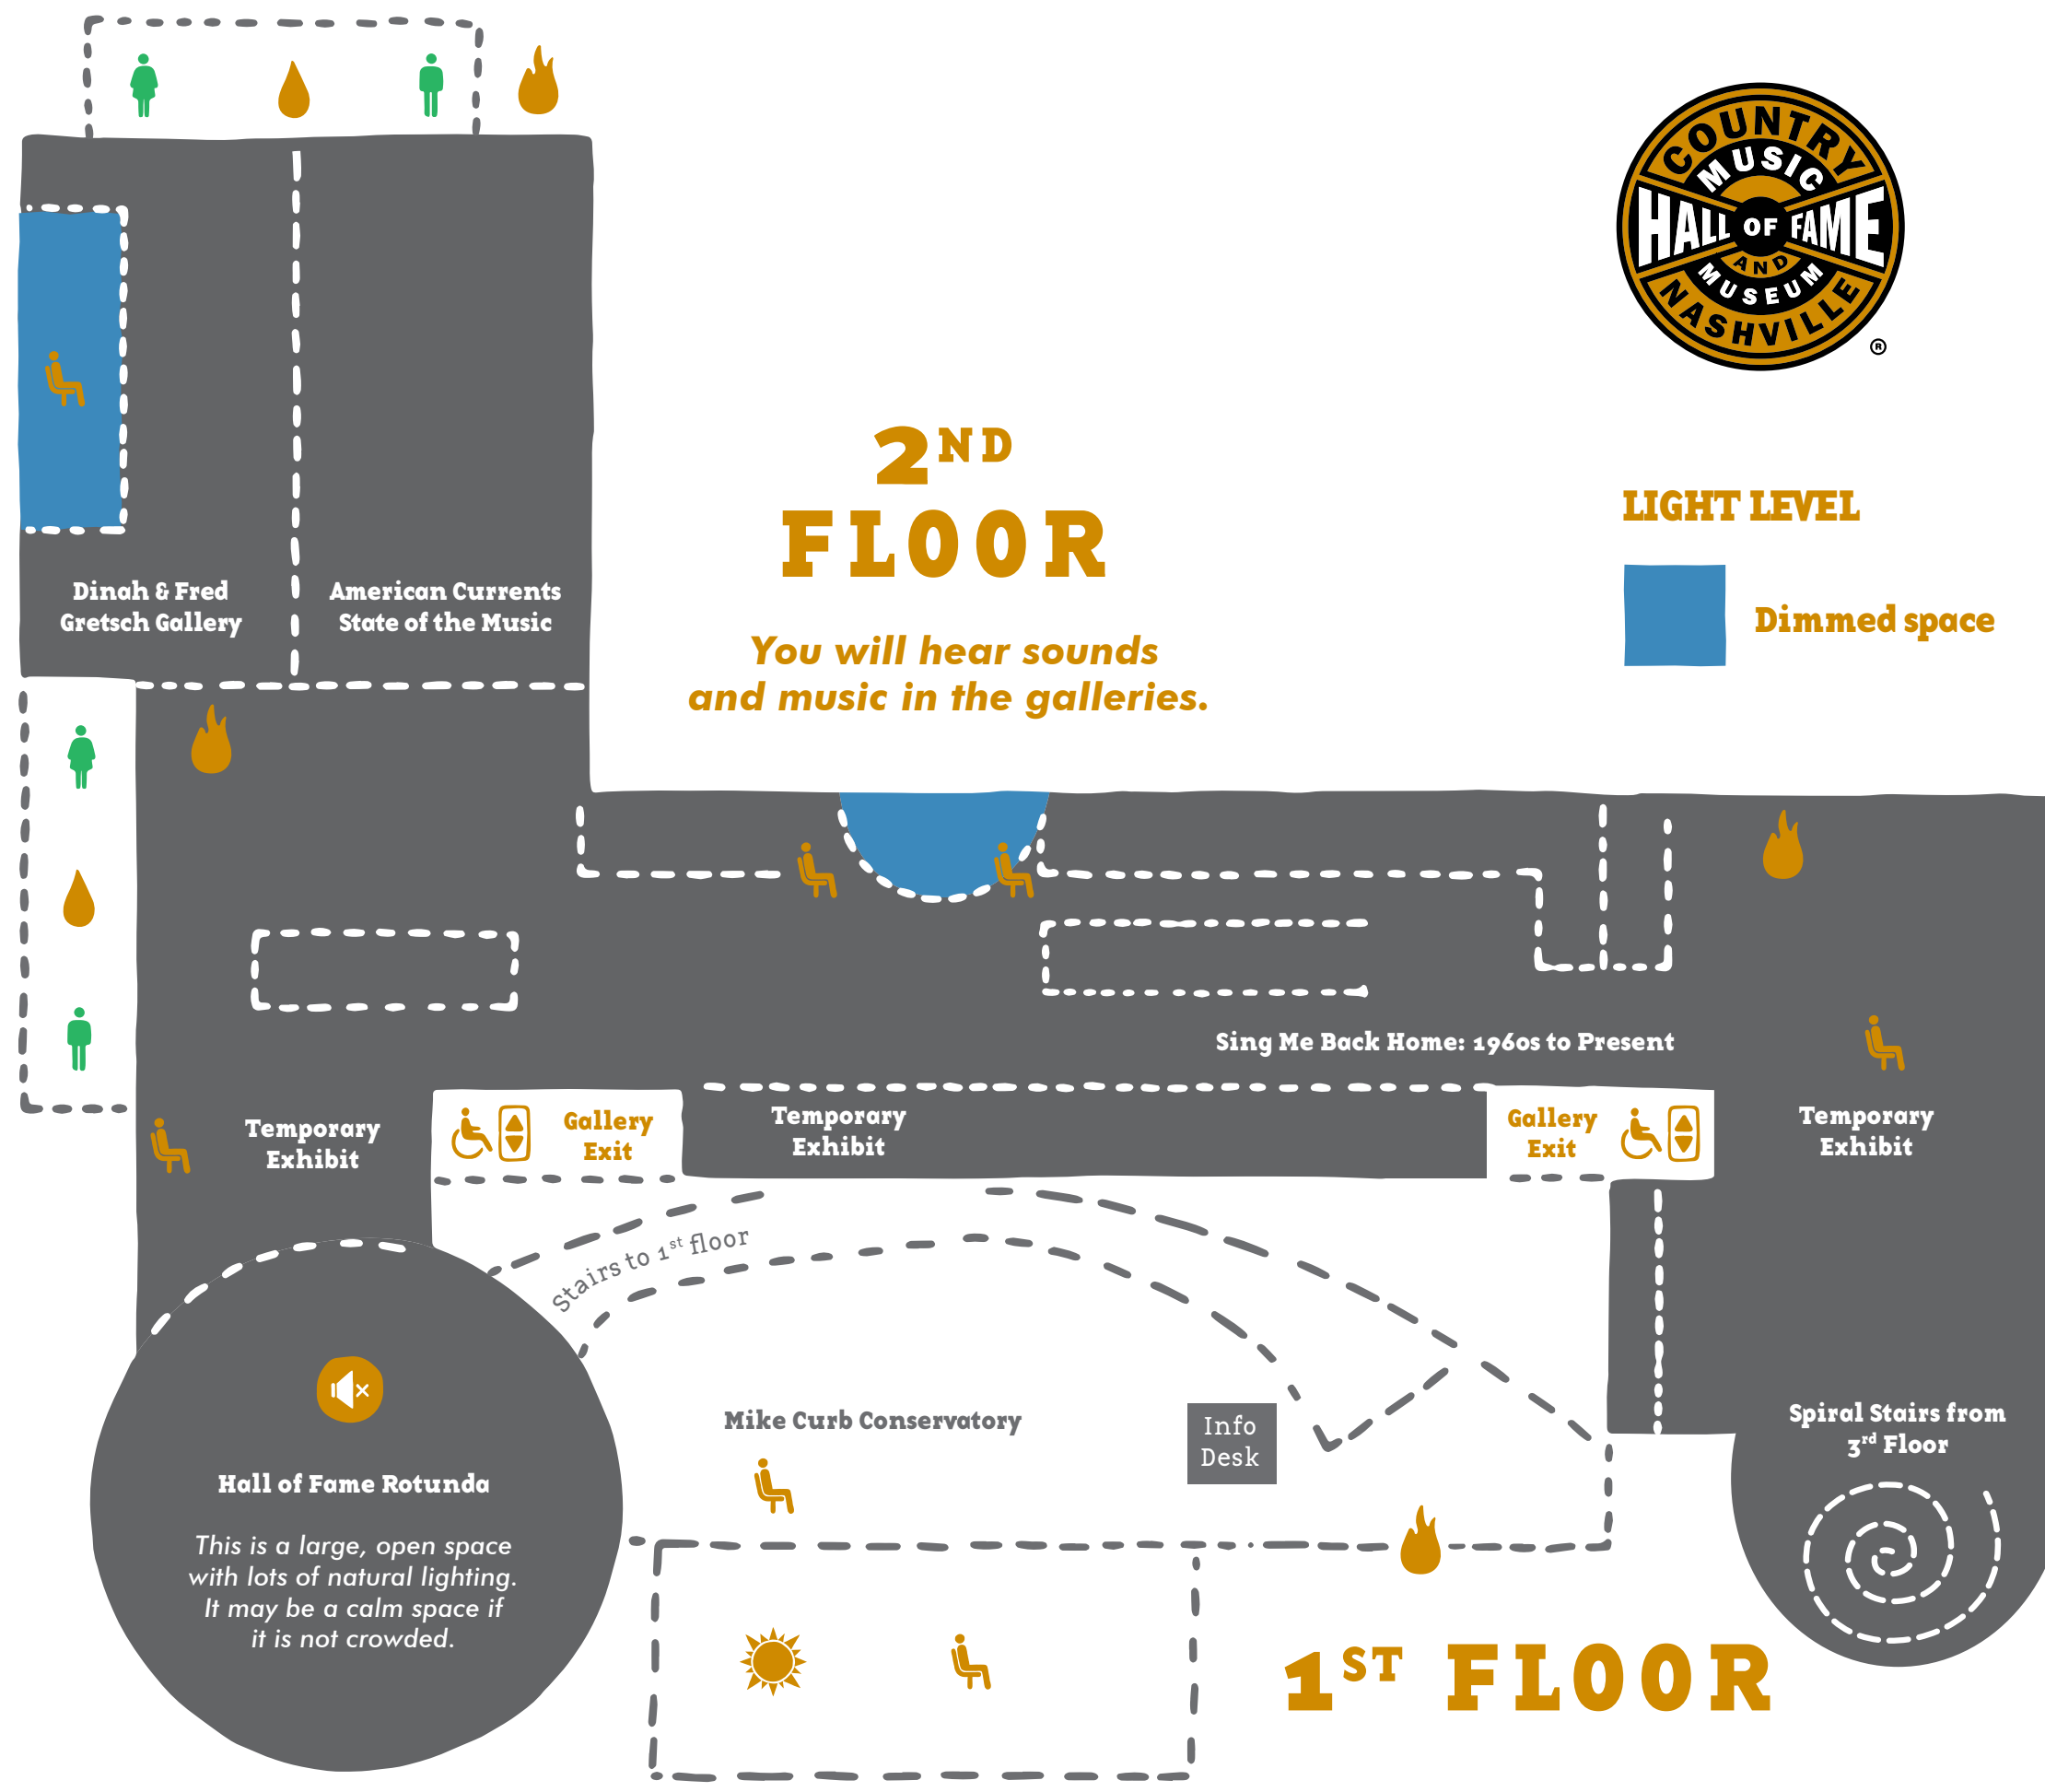 COUNTRY
MUSIC
HALL OF FAME
AND
MUSEUM
NASHVILLE
®
2ND
FLOOR
You will hear sounds
and music in the galleries.
LIGHT LEVEL
Dimmed space
Dinah & Fred
Gretsch Gallery
American Currents
State of the Music
Sing Me Back Home: 1960s to Present
Temporary
Exhibit
Gallery
Exit
Temporary
Exhibit
Gallery
Exit
Temporary
Exhibit
Stairs to 1st floor
Mike Curb Conservatory
Info
Desk
Spiral Stairs from
3rd Floor
Hall of Fame Rotunda
This is a large, open space
with lots of natural lighting.
It may be a calm space if
it is not crowded.
1ST FLOOR